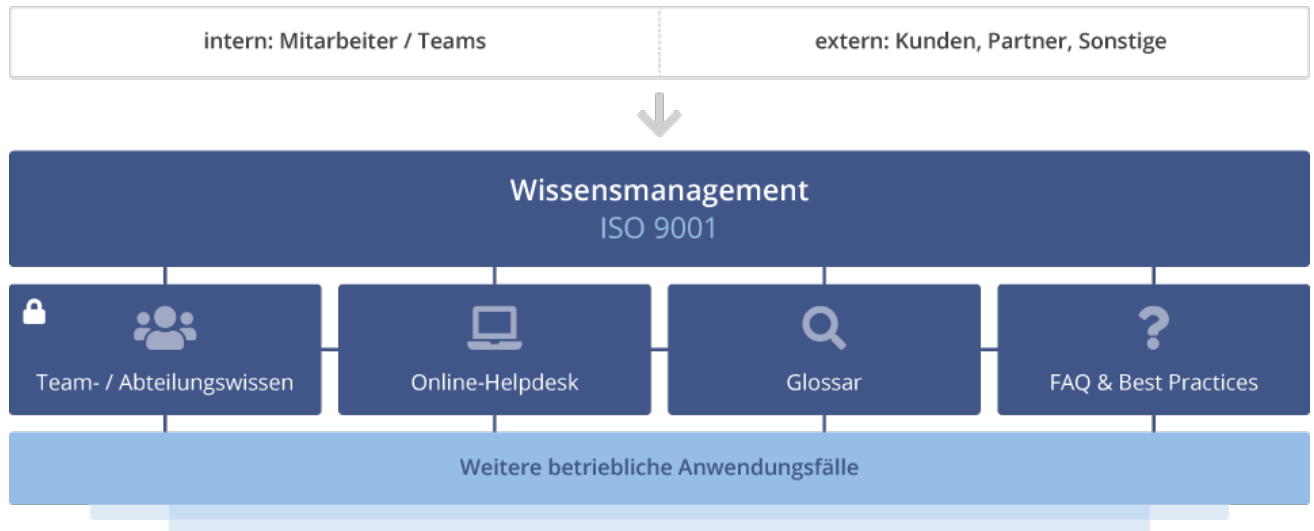 intern: Mitarbeiter / Teams
extern: Kunden, Partner, Sonstige
Wissensmanagement
ISO 9001
Team- / Abteilungswissen
Online-Helpdesk
Glossar
FAQ & Best Practices
Weitere betriebliche Anwendungsfälle